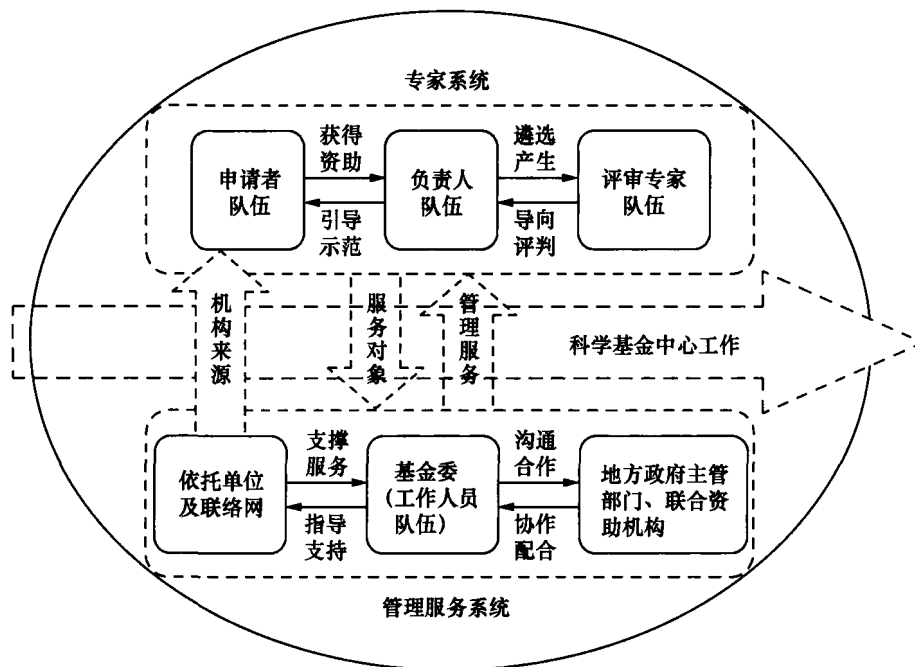 专家系统
获得
资助
遴选
产生
申请者
队伍
负责人
队伍
评审专家
队伍
引导
示范
导向
评判
机构来源
服务对象
管理服务
科学基金中心工作
支撑
服务
沟通
合作
依托单位
及联络网
基金委
(工作人员
队伍)
地方政府主管
部门、联合资
助机构
指导
支持
协作
配合
管理服务系统